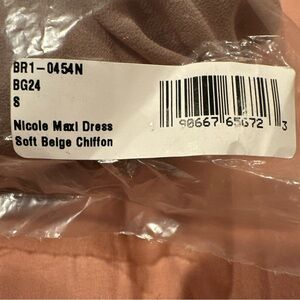 BR1-0454N
BG24
S
Nicole Maxi Dress
Soft Beige Chiffon
90667 65672 3